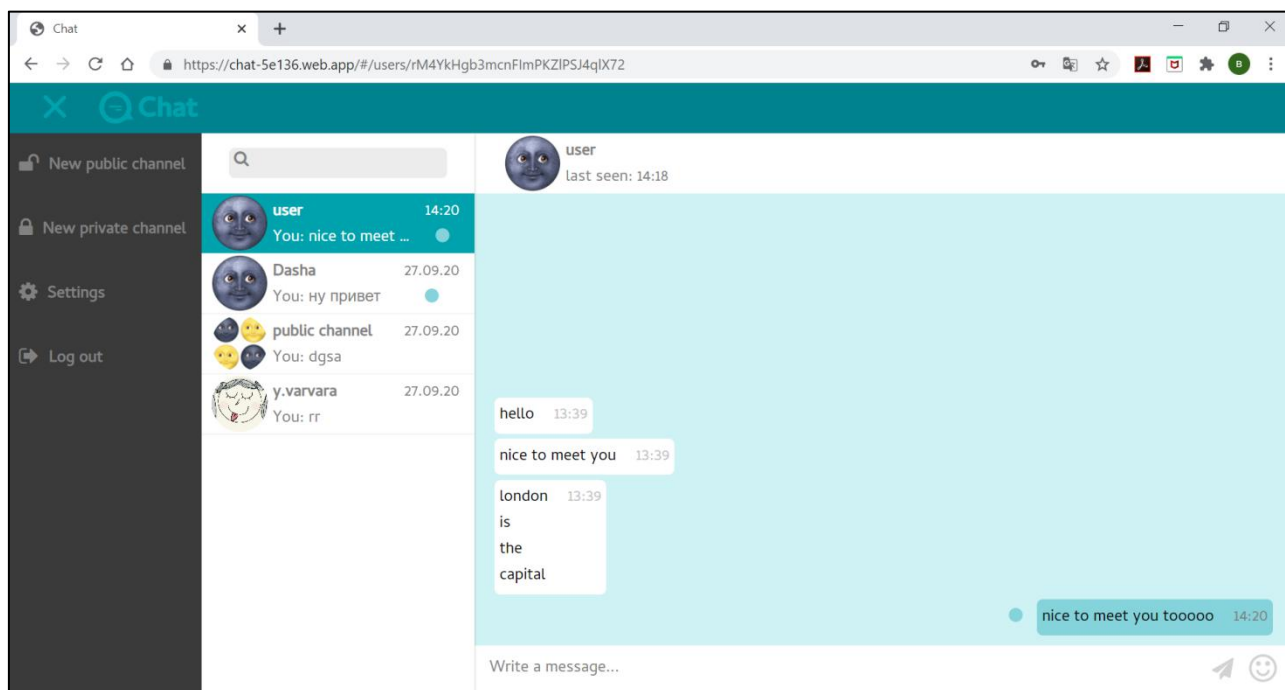 Chat
https://chat-5e136.web.app/#/users/rM4YkHgb3mcnFlmPKZlPSJ4qlX72
B
Chat
New public channel
New private channel
Settings
Log out
user 14:20
You: nice to meet ...
Dasha 27.09.20
You: ну привет
public channel 27.09.20
You: dgsa
y.varvara 27.09.20
You: rr
user
last seen: 14:18
hello 13:39
nice to meet you 13:39
london 13:39
is
the
capital
nice to meet you tooooo 14:20
Write a message...